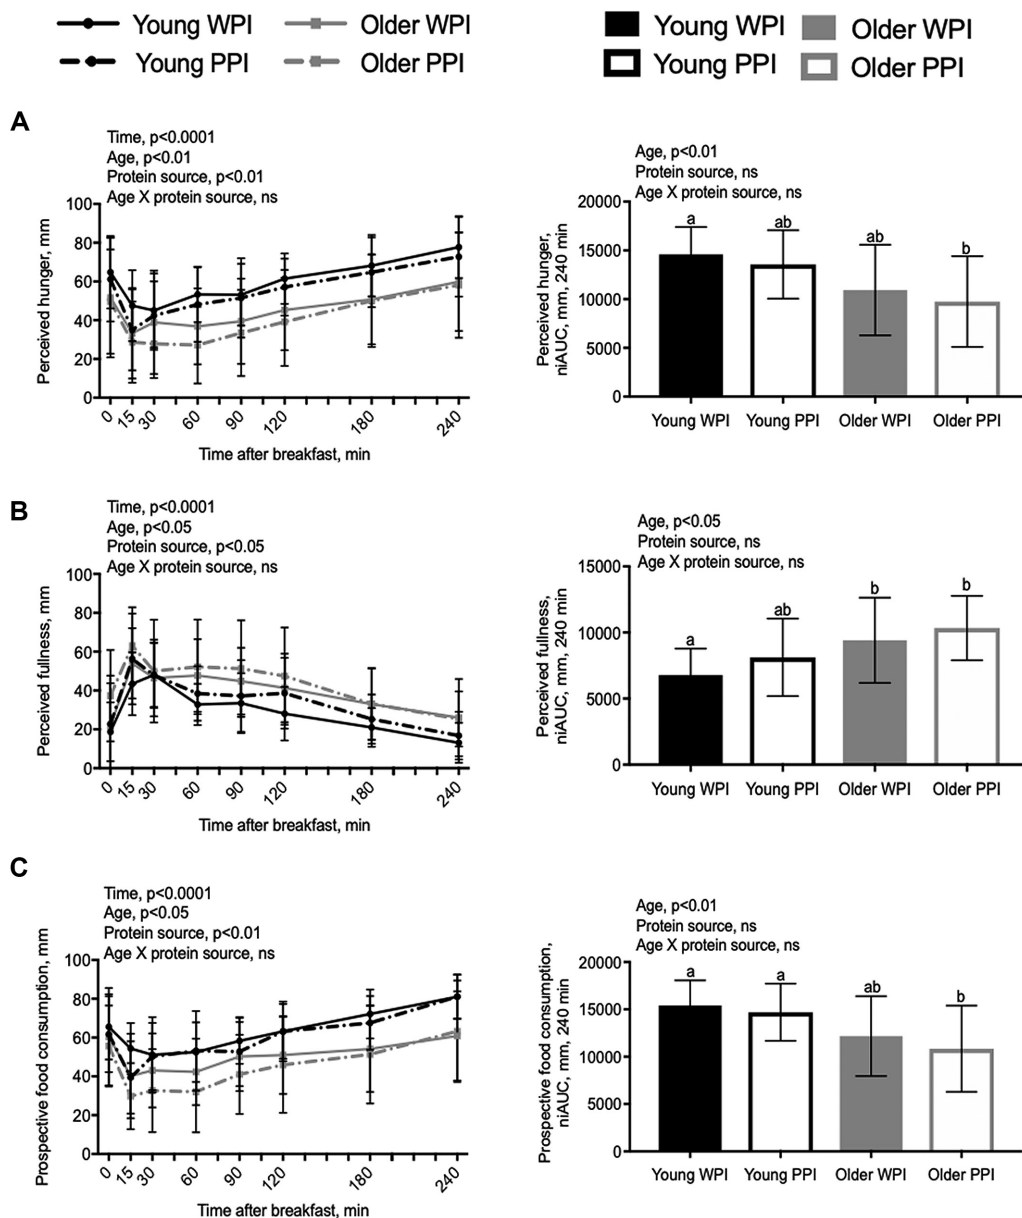 Young WPI
Older WPI
Young PPI
Older PPI
Young WPI
Older WPI
Young PPI
Older PPI
A
Time, p<0.0001
Age, p<0.01
Protein source, p<0.01
Age X protein source, ns
100
80
60
40
20
0
Perceived hunger, mm
0
15
30
60
90
120
180
240
Time after breakfast, min
Age, p<0.01
Protein source, ns
Age X protein source, ns
20000
15000
10000
5000
0
Perceived hunger,
niAUC, mm, 240 min
a
ab
ab
b
Young WPI
Young PPI
Older WPI
Older PPI
B
Time, p<0.0001
Age, p<0.05
Protein source, p<0.05
Age X protein source, ns
100
80
60
40
20
0
Perceived fullness, mm
0
15
30
60
90
120
180
240
Time after breakfast, min
Age, p<0.05
Protein source, ns
Age X protein source, ns
15000
10000
5000
0
Perceived fullness,
niAUC, mm, 240 min
a
ab
b
b
Young WPI
Young PPI
Older WPI
Older PPI
C
Time, p<0.0001
Age, p<0.05
Protein source, p<0.01
Age X protein source, ns
100
80
60
40
20
0
Prospective food consumption, mm
0
15
30
60
90
120
180
240
Time after breakfast, min
Age, p<0.01
Protein source, ns
Age X protein source, ns
20000
15000
10000
5000
0
Prospective food consumption,
niAUC, mm, 240 min
a
a
ab
b
Young WPI
Young PPI
Older WPI
Older PPI